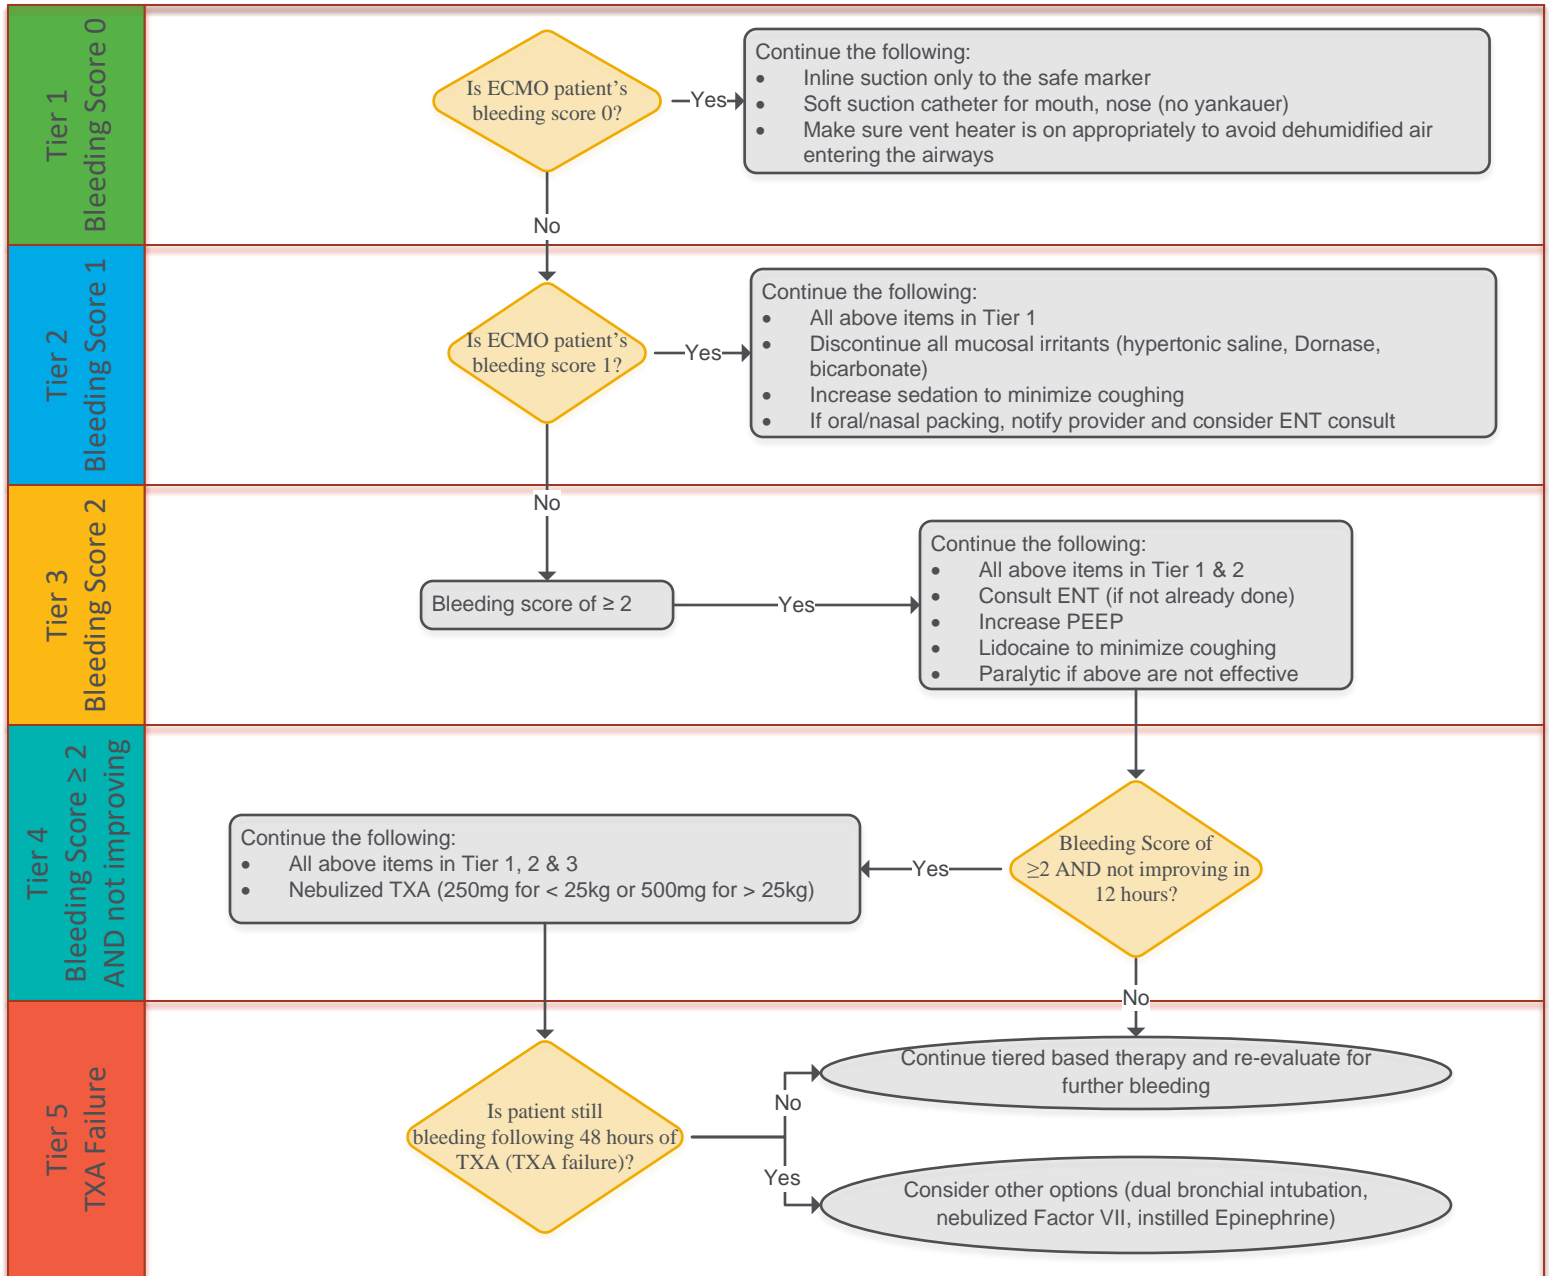 Tier 1
Bleeding Score 0
Is ECMO patient's
bleeding score 0?
Yes
Continue the following:
• Inline suction only to the safe marker
• Soft suction catheter for mouth, nose (no yankauer)
• Make sure vent heater is on appropriately to avoid dehumidified air
entering the airways
No
Tier 2
Bleeding Score 1
Is ECMO patient's
bleeding score 1?
Yes
Continue the following:
• All above items in Tier 1
• Discontinue all mucosal irritants (hypertonic saline, Dornase,
bicarbonate)
• Increase sedation to minimize coughing
• If oral/nasal packing, notify provider and consider ENT consult
No
Tier 3
Bleeding Score 2
Bleeding score of ≥ 2
Yes
Continue the following:
• All above items in Tier 1 & 2
• Consult ENT (if not already done)
• Increase PEEP
• Lidocaine to minimize coughing
• Paralytic if above are not effective
Tier 4
Bleeding Score ≥ 2
AND not improving
Bleeding Score of
≥2 AND not improving in
12 hours?
Yes
Continue the following:
• All above items in Tier 1, 2 & 3
• Nebulized TXA (250mg for < 25kg or 500mg for > 25kg)
No
Tier 5
TXA Failure
Is patient still
bleeding following 48 hours of
TXA (TXA failure)?
No
Continue tiered based therapy and re-evaluate for
further bleeding
Yes
Consider other options (dual bronchial intubation,
nebulized Factor VII, instilled Epinephrine)